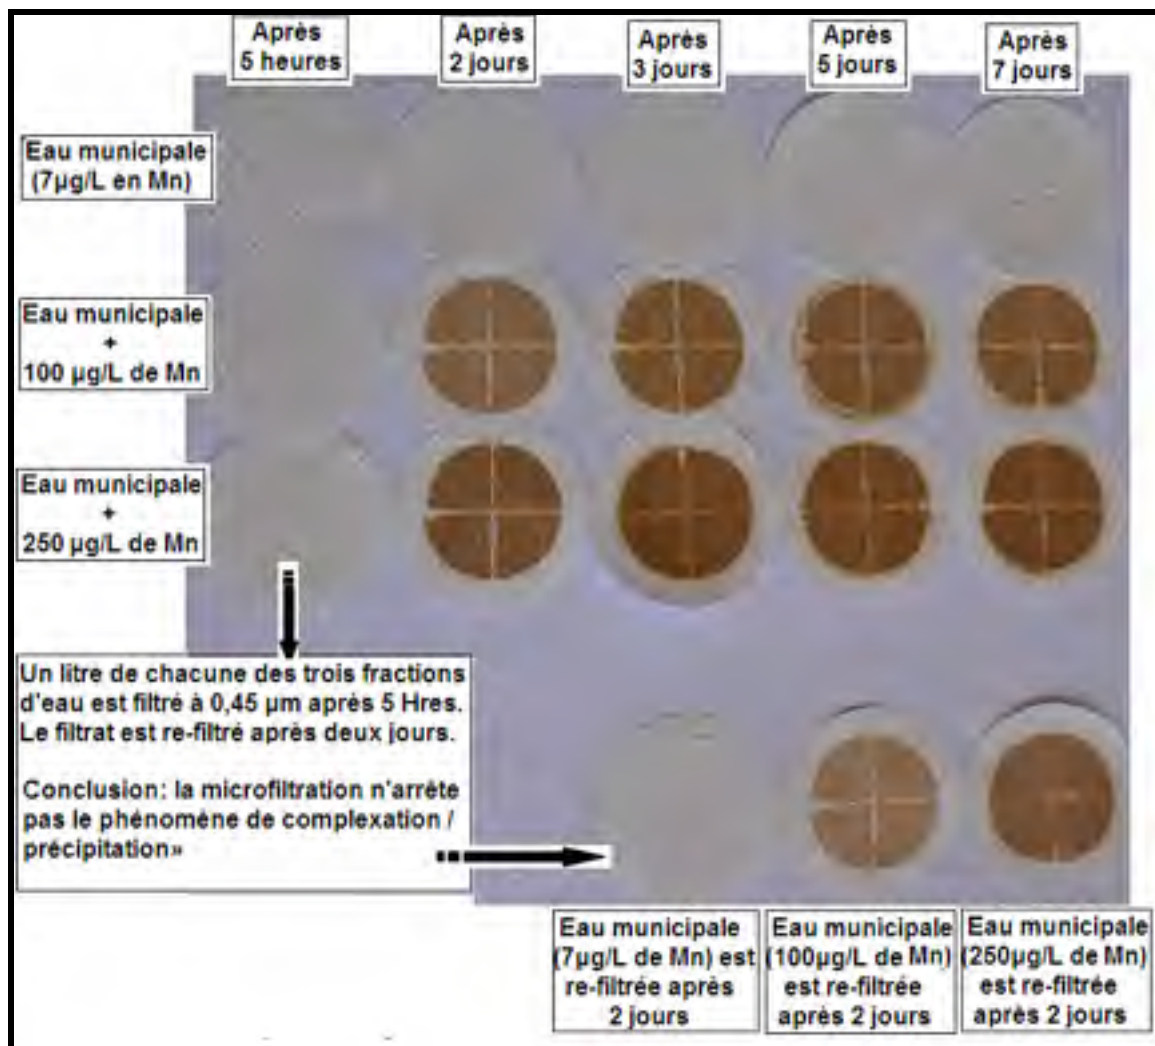 Après
5 heures
Après
2 jours
Après
3 jours
Après
5 jours
Après
7 jours
Eau municipale
(7µg/L en Mn)
Eau municipale
+
100 µg/L de Mn
Eau municipale
+
250 µg/L de Mn
Un litre de chacune des trois fractions
d'eau est filtré à 0,45 µm après 5 Hres.
Le filtrat est re-filtré après deux jours.
Conclusion: la microfiltration n'arrête
pas le phénomène de complexation /
précipitation»
Eau municipale
(7µg/L de Mn) est
re-filtrée après
2 jours
Eau municipale
(100µg/L de Mn)
est re-filtrée
après 2 jours
Eau municipale
(250µg/L de Mn)
est re-filtrée
après 2 jours